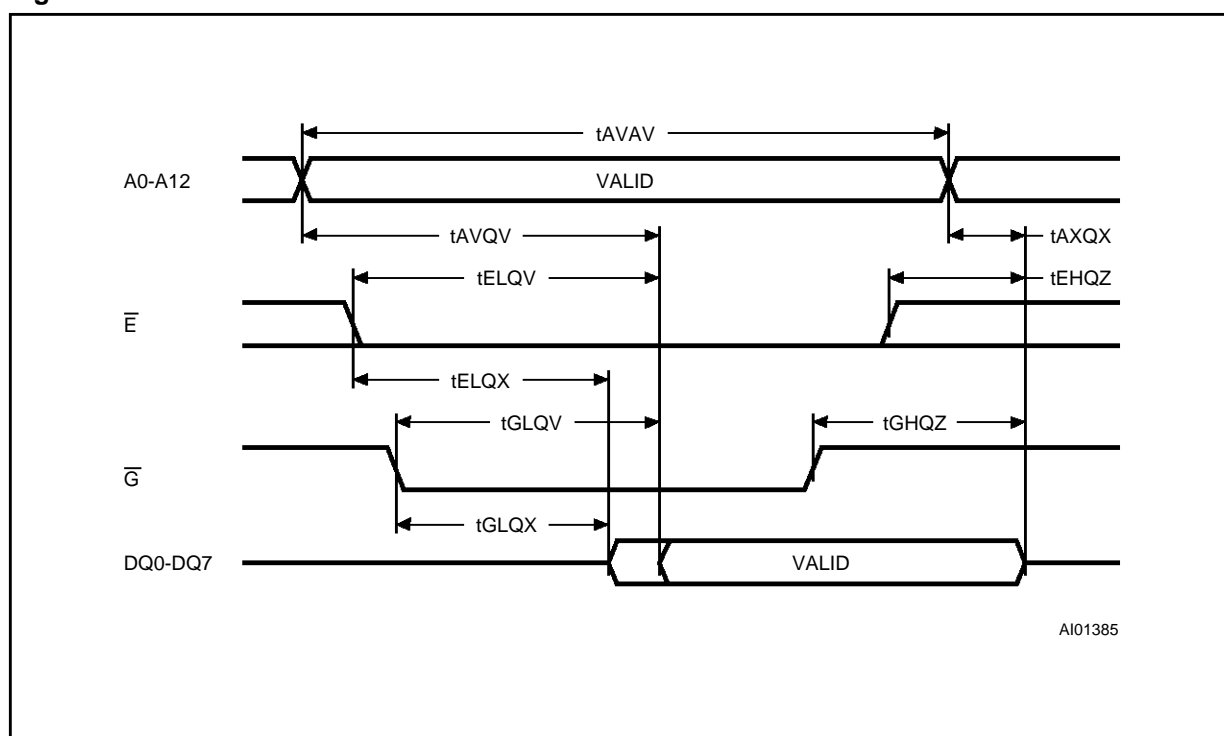 tAVAV
A0-A12
VALID
tAVQV
tAXQX
tELQV
tEHQZ
E̅
tELQX
tGLQV
tGHQZ
G̅
tGLQX
DQ0-DQ7
VALID
AI01385